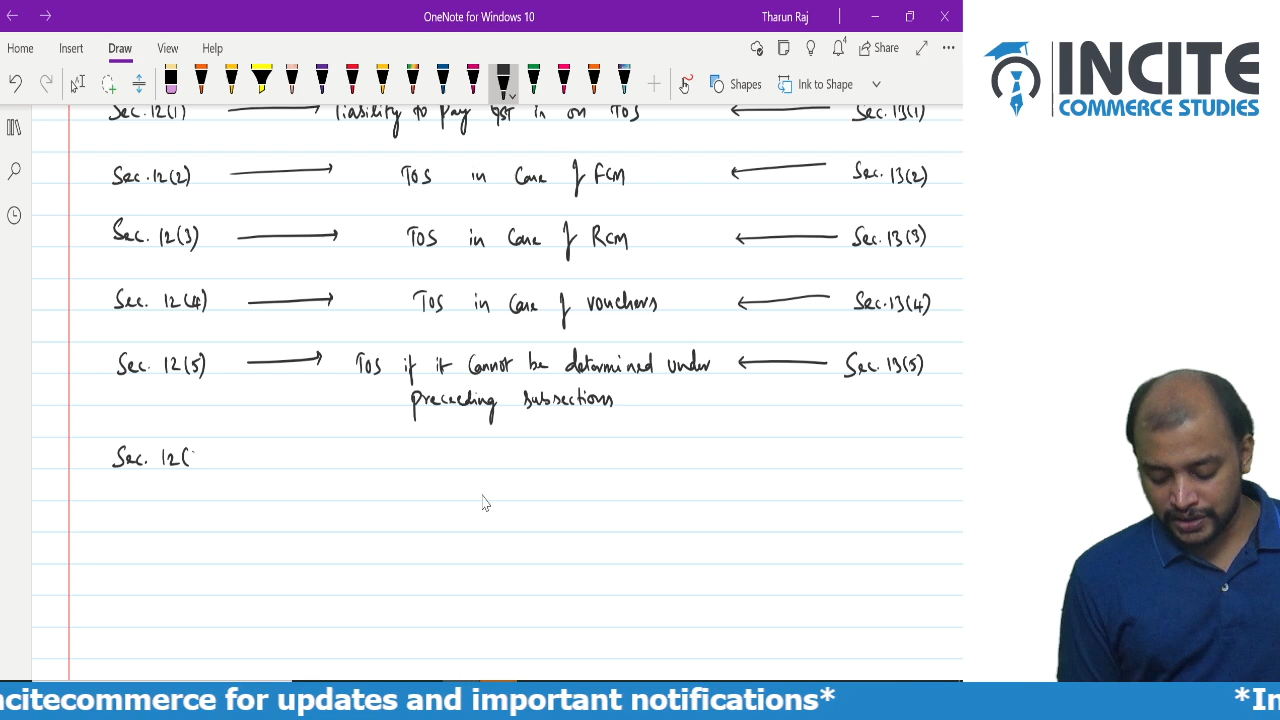 OneNote for Windows 10
Tharun Raj
Home Insert Draw View Help
4
Share
Shapes
Ink to Shape
INCITE
COMMERCE STUDIES
Sec. 12(1) liability to pay GST in on TOS Sec. 13(1)
Sec. 12(2) TOS in Case of FCM Sec. 13(2)
Sec. 12(3) TOS in Case of RCM Sec. 13(3)
Sec. 12(4) TOS in Case of vouchers Sec. 13(4)
Sec. 12(5) TOS if it cannot be determined under Sec. 13(5)
preceeding subsections
Sec. 12(
ncitecommerce for updates and important notifications* *In